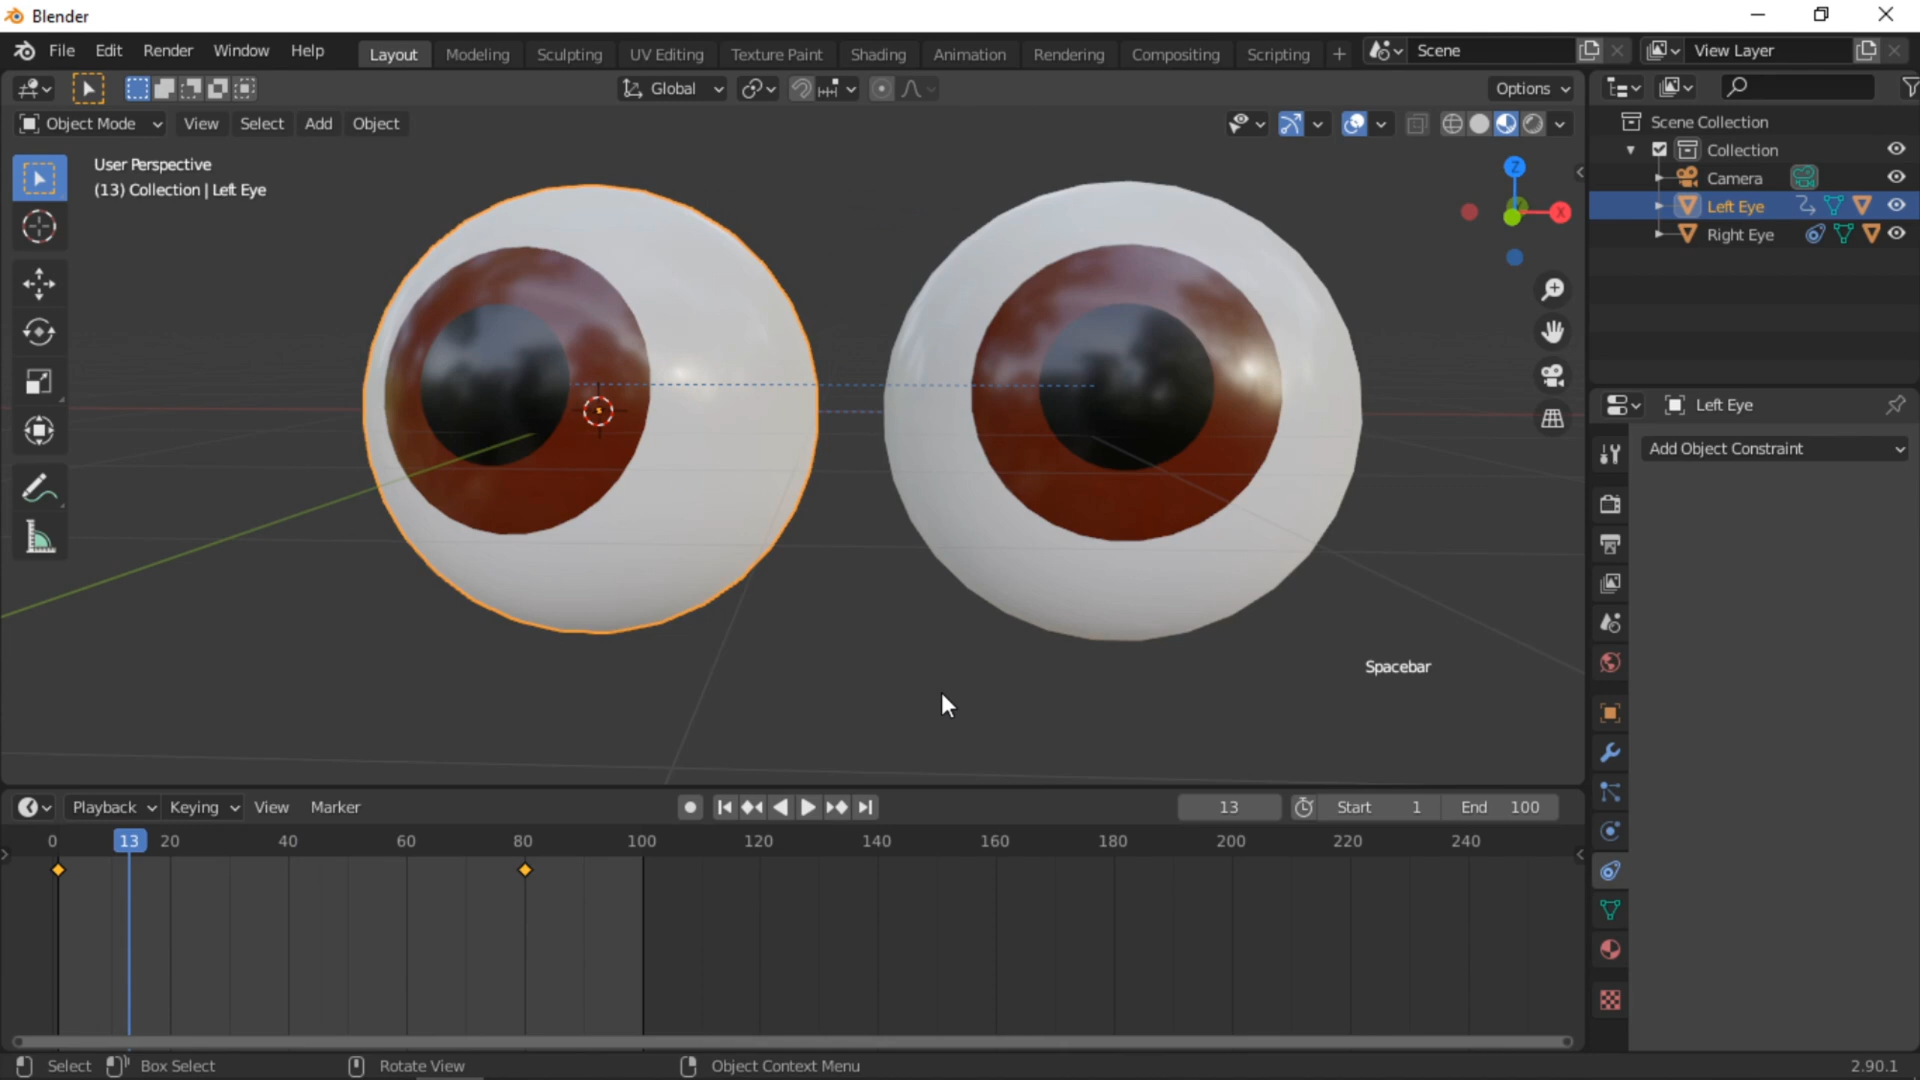 Blender
File Edit Render Window Help Layout Modeling Sculpting UV Editing Texture Paint Shading Animation Rendering Compositing Scripting + Scene View Layer
Global Options
Object Mode View Select Add Object
User Perspective
(13) Collection | Left Eye
Z
X
Scene Collection
Collection
Camera
Left Eye
Right Eye
Left Eye
Add Object Constraint
Spacebar
Playback Keying View Marker 13 Start 1 End 100
0 13 20 40 60 80 100 120 140 160 180 200 220 240
Select Box Select Rotate View Object Context Menu 2.90.1